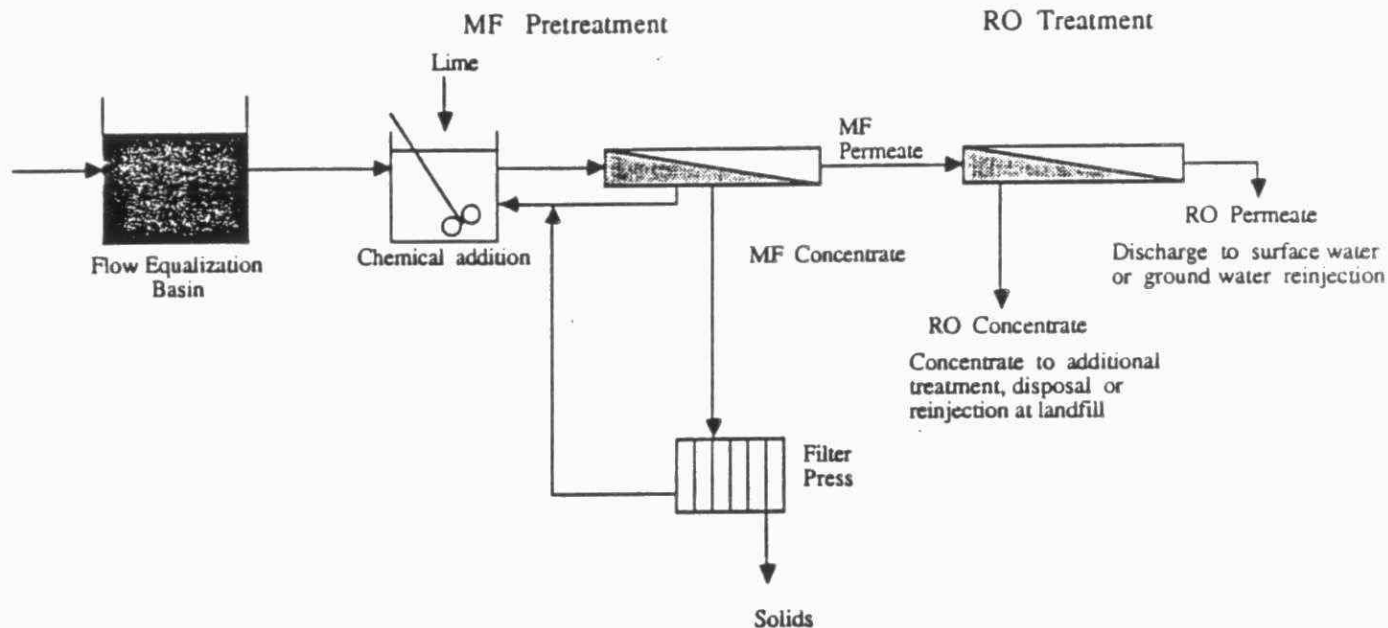 MF Pretreatment
RO Treatment
Lime
MF
Permeate
Flow Equalization
Basin
Chemical addition
MF Concentrate
RO Permeate
Discharge to surface water
or ground water reinjection
RO Concentrate
Concentrate to additional
treatment, disposal or
reinjection at landfill
Filter
Press
Solids